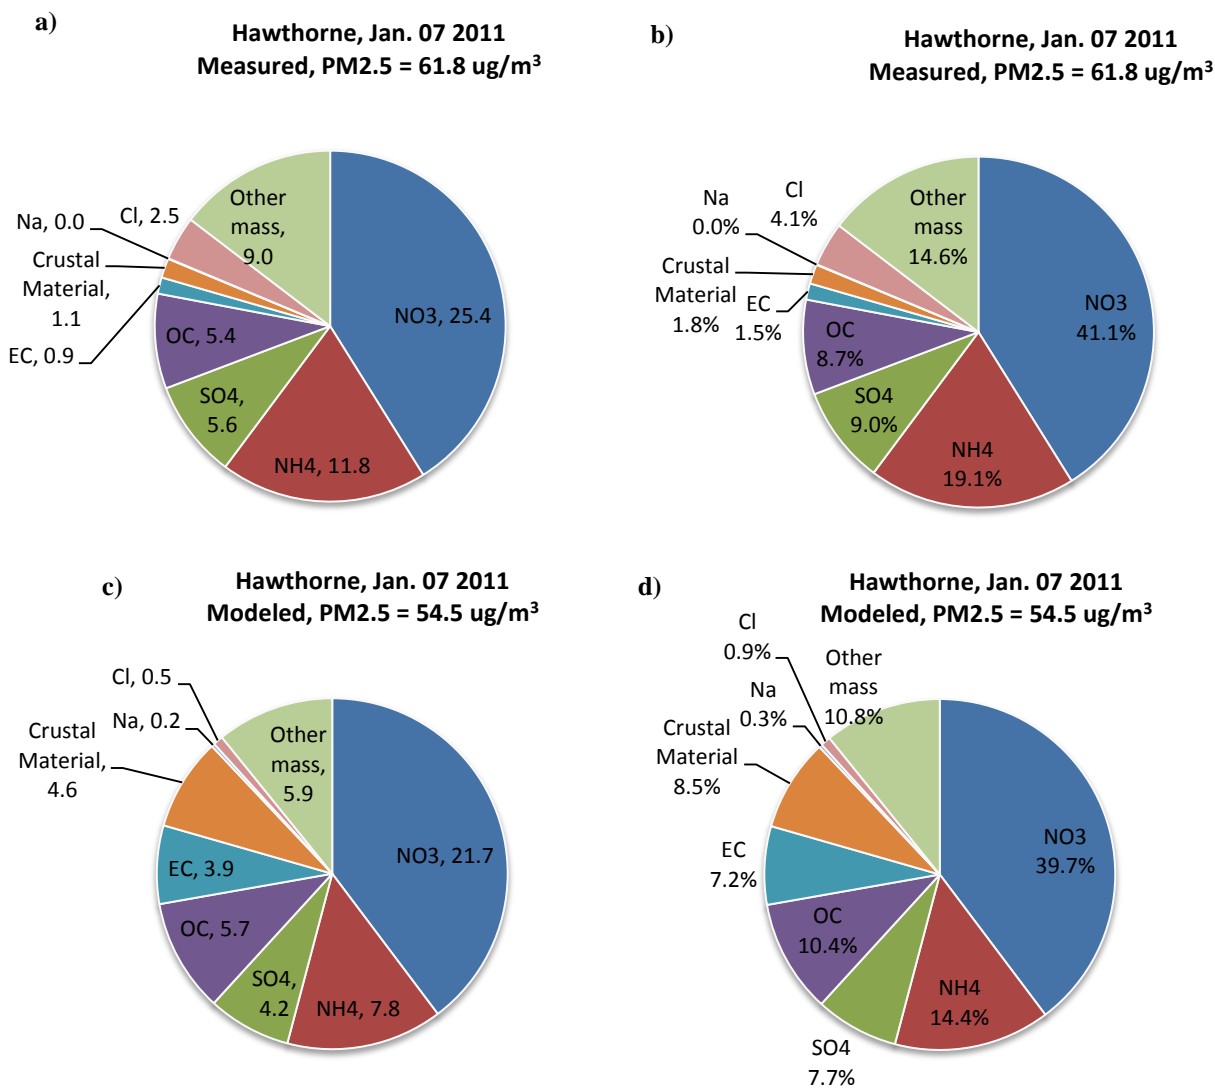 a)
Hawthorne, Jan. 07 2011
Measured, PM2.5 = 61.8 ug/m³
Other
mass,
9.0
Cl, 2.5
Na, 0.0
Crustal
Material,
1.1
EC, 0.9
OC, 5.4
SO4,
5.6
NH4, 11.8
NO3, 25.4
b)
Hawthorne, Jan. 07 2011
Measured, PM2.5 = 61.8 ug/m³
Other
mass
14.6%
Cl
4.1%
Na
0.0%
Crustal
Material
1.8%
EC
1.5%
OC
8.7%
SO4
9.0%
NH4
19.1%
NO3
41.1%
c)
Hawthorne, Jan. 07 2011
Modeled, PM2.5 = 54.5 ug/m³
Cl, 0.5
Na, 0.2
Crustal
Material,
4.6
Other
mass,
5.9
EC, 3.9
OC, 5.7
SO4,
4.2
NH4, 7.8
NO3, 21.7
d)
Hawthorne, Jan. 07 2011
Modeled, PM2.5 = 54.5 ug/m³
Cl
0.9%
Other
mass
10.8%
Na
0.3%
Crustal
Material
8.5%
EC
7.2%
OC
10.4%
SO4
7.7%
NH4
14.4%
NO3
39.7%